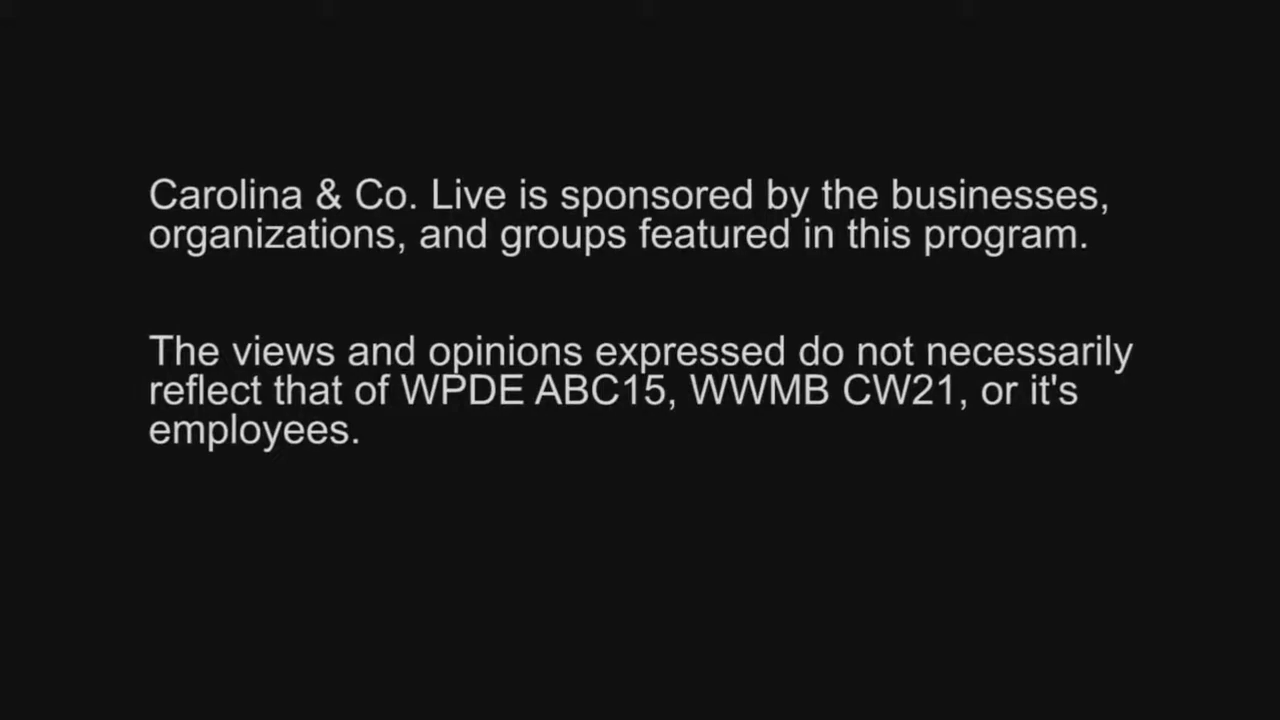 Carolina & Co. Live is sponsored by the businesses,
organizations, and groups featured in this program.
The views and opinions expressed do not necessarily
reflect that of WPDE ABC15, WWMB CW21, or it's
employees.